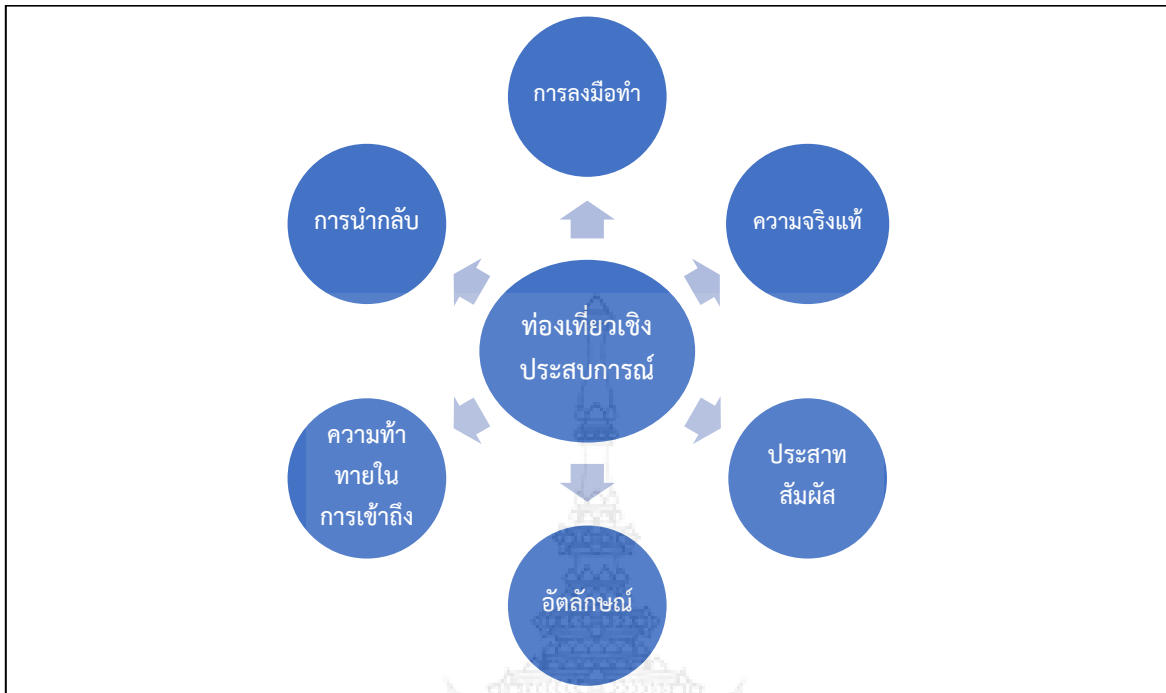 การลงมือทำ
การนำกลับ
ความจริงแท้
ท่องเที่ยวเชิง
ประสบการณ์
ความท้า
ทายใน
การเข้าถึง
ประสาท
สัมผัส
อัตลักษณ์